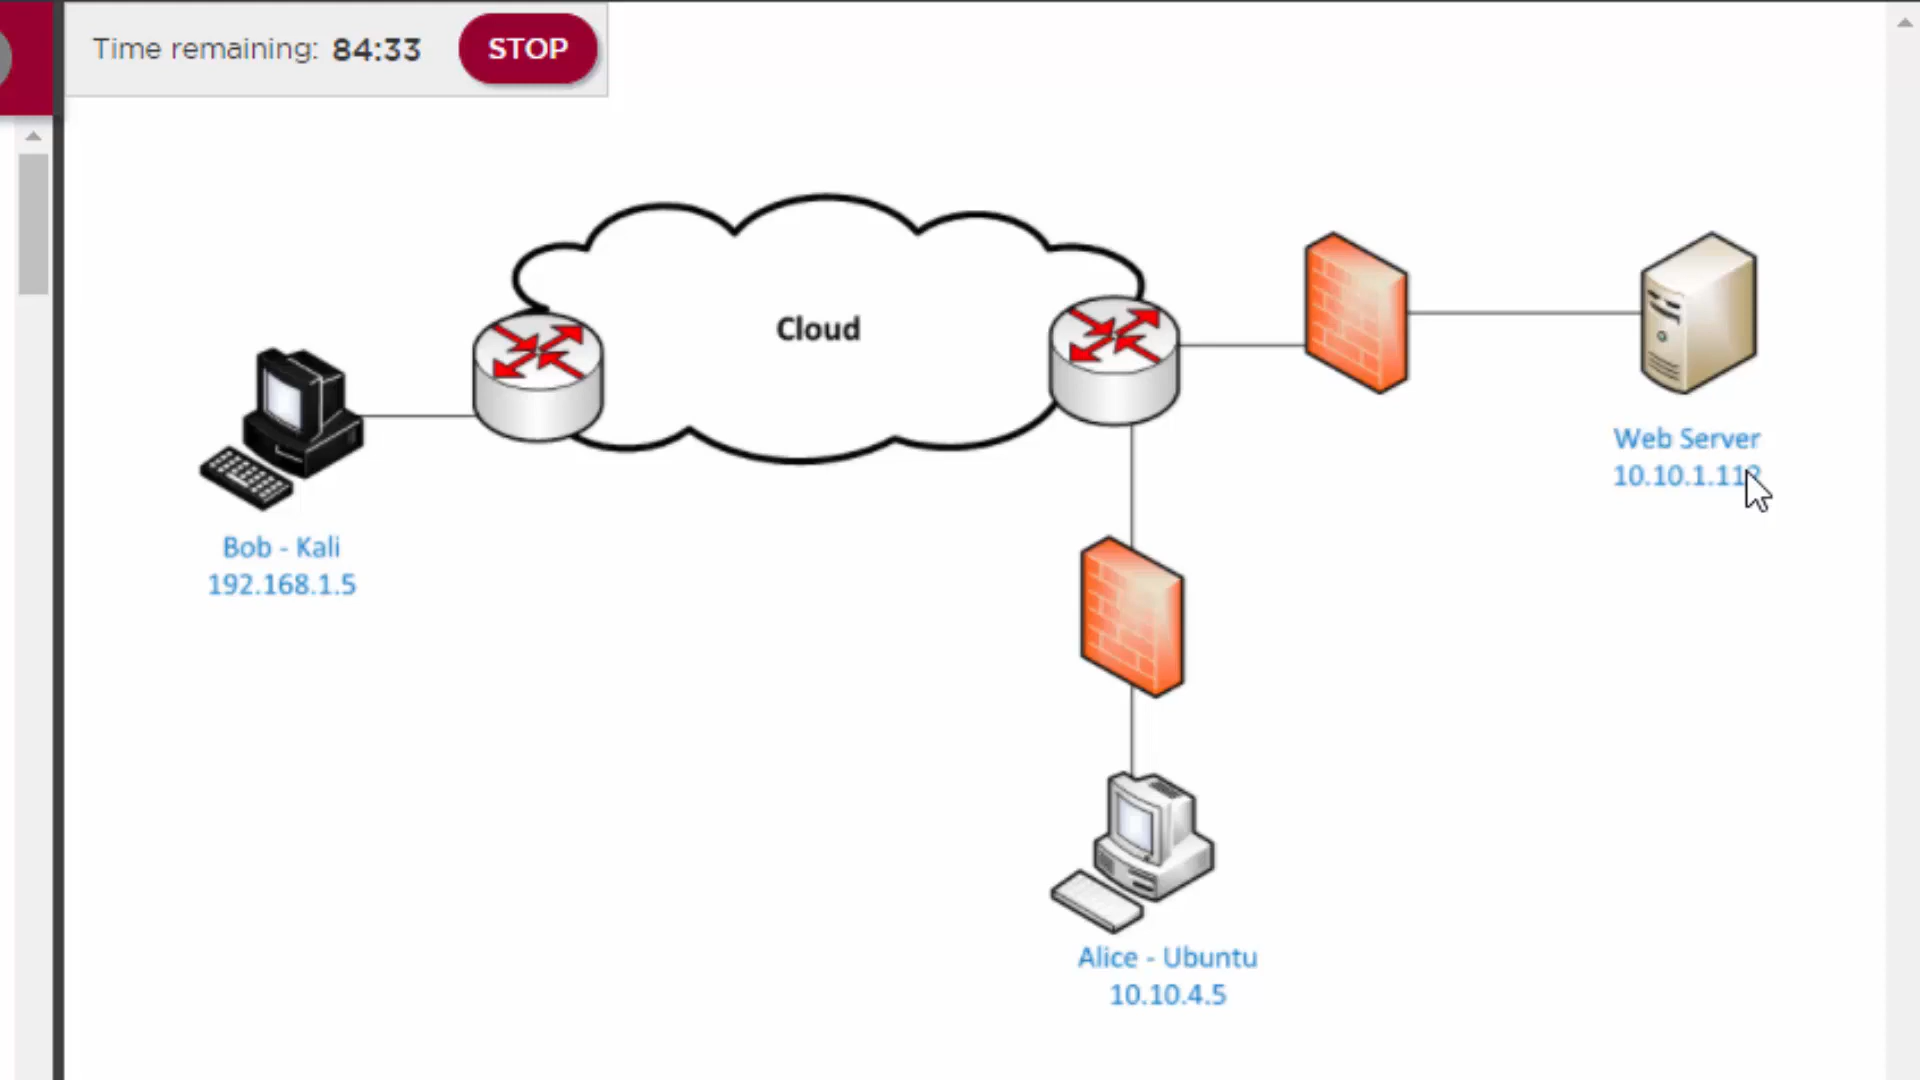 Time remaining: 84:33
STOP
Cloud
Web Server
Bob - Kali
192.168.1.5
Alice - Ubuntu
10.10.4.5